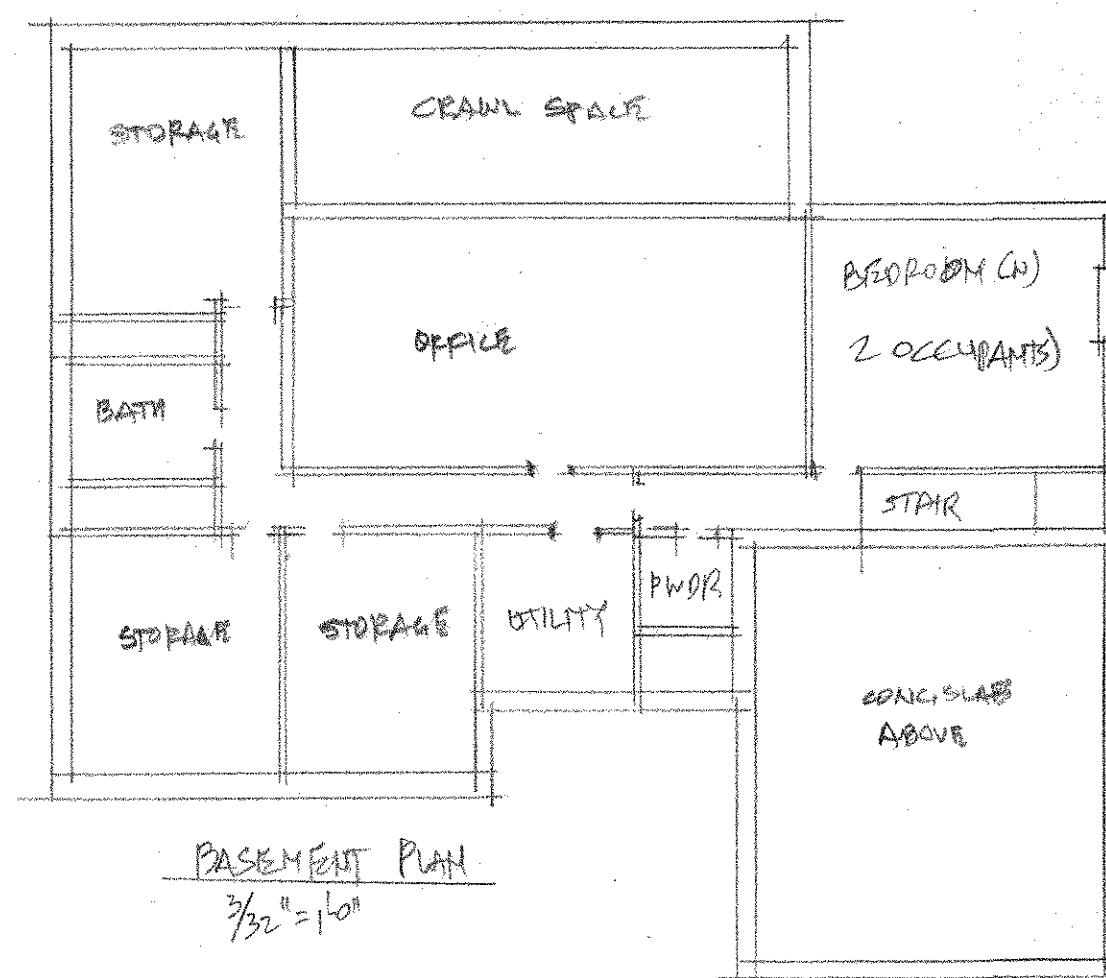 STORAGE
CRAWL SPACE
BEDROOM (N)
2 OCCUPANTS)
OFFICE
BATH
STAIR
STORAGE
STORAGE
UTILITY
PWDR
CONC. SLAB
ABOVE
BASEMENT PLAN
3/32" = 1'-0"